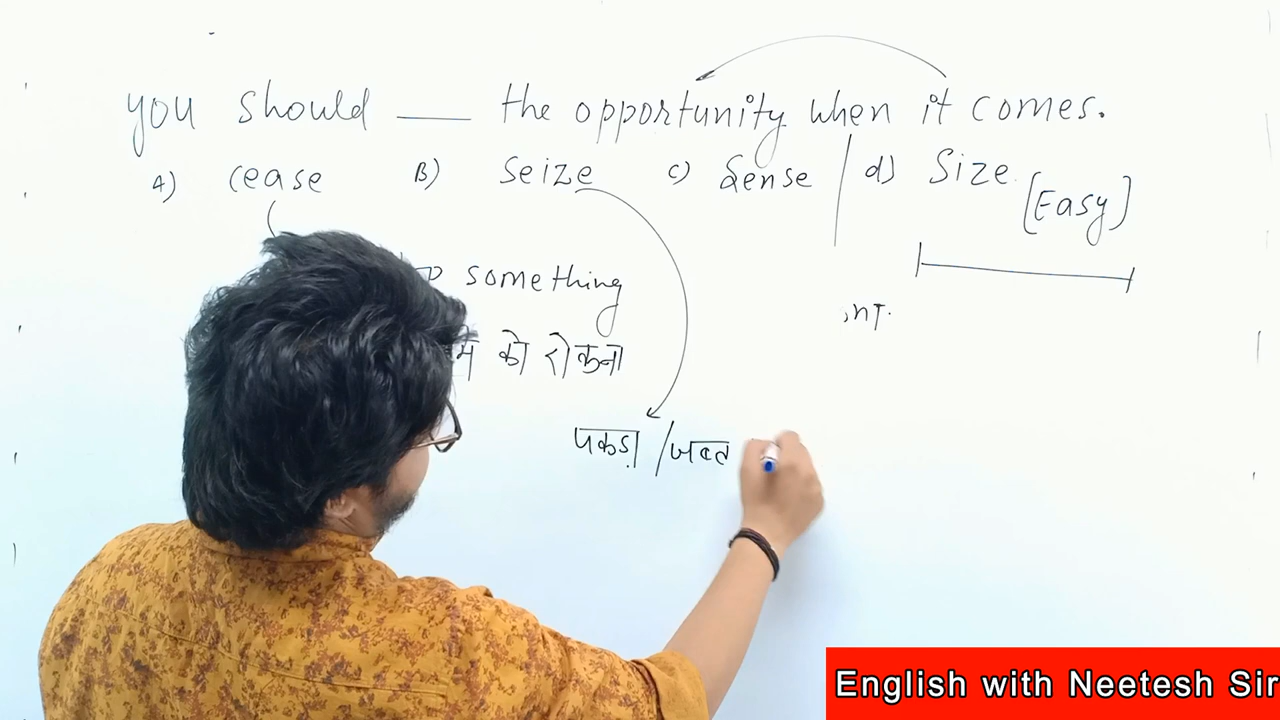 you should ___ the opportunity when it comes.
A) cease B) seize c) Sense d) Size
[Easy]
something
को रोकना
int.
पकड़ / जब्त
English with Neetesh Sir